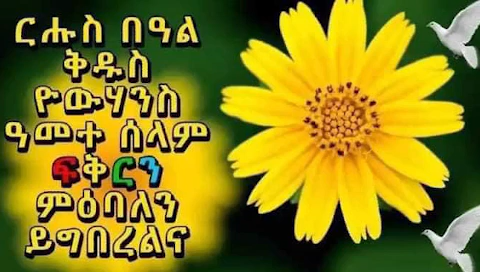 ርሑስ በዓል
ቅዱስ
ዮውሃንስ
ዓመተ ሰላም
ፍቅርን
ምዕባለን
ይግበረልና